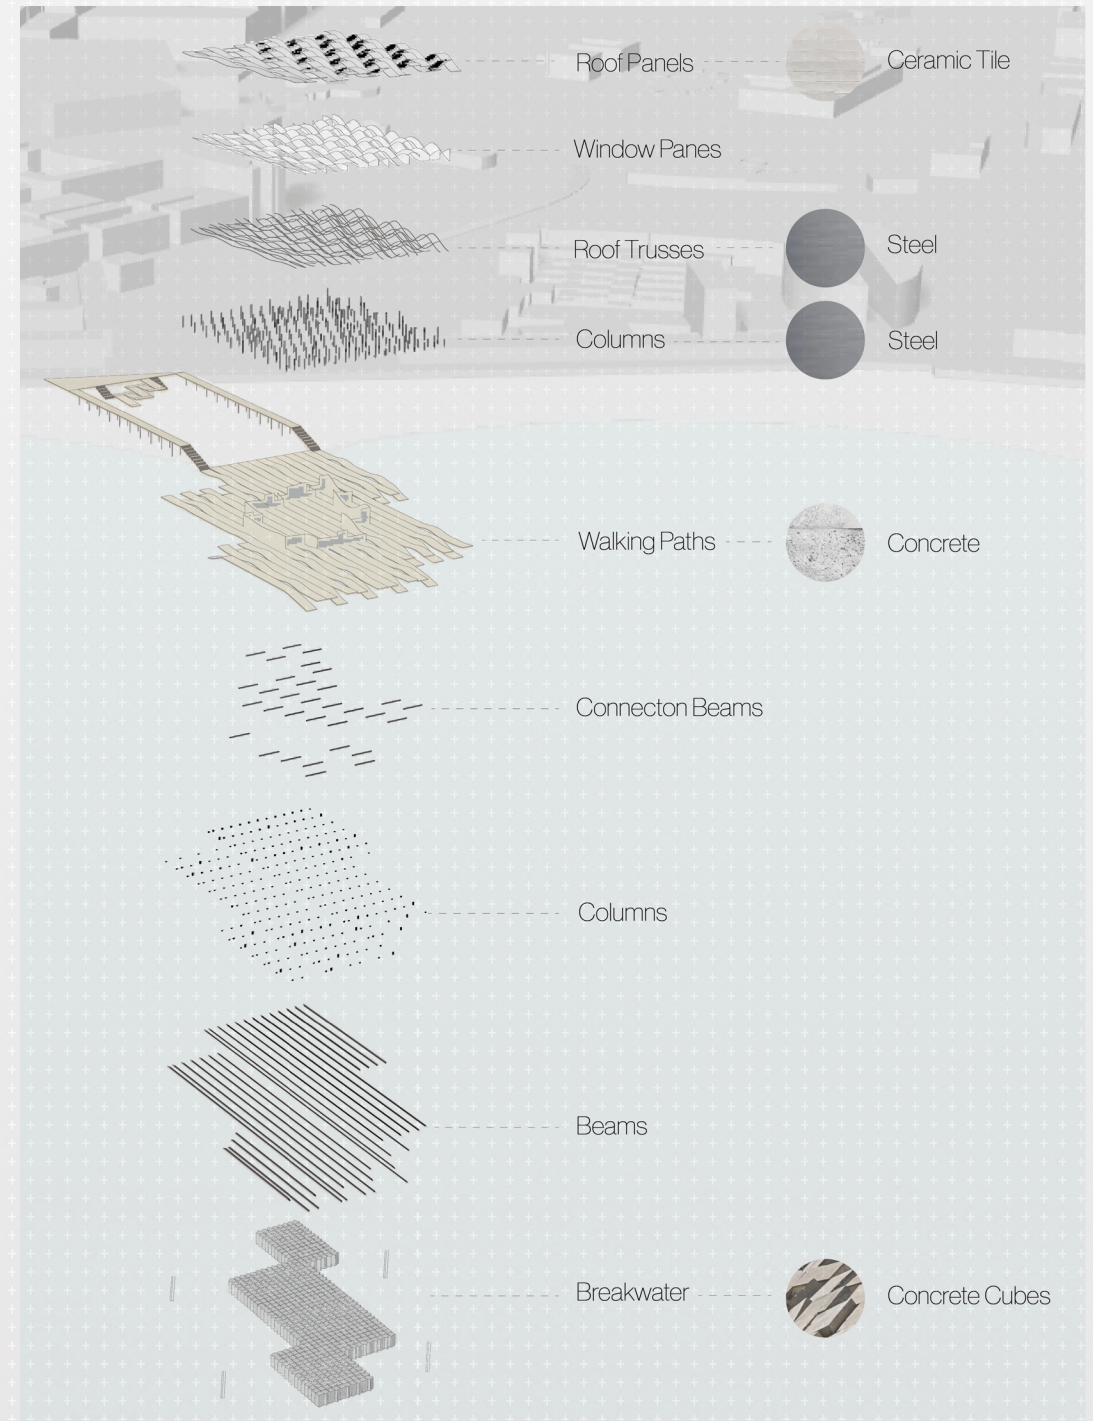 Roof Panels
Ceramic Tile
Window Panes
Roof Trusses
Steel
Columns
Steel
Walking Paths
Concrete
Connecton Beams
Columns
Beams
Breakwater
Concrete Cubes